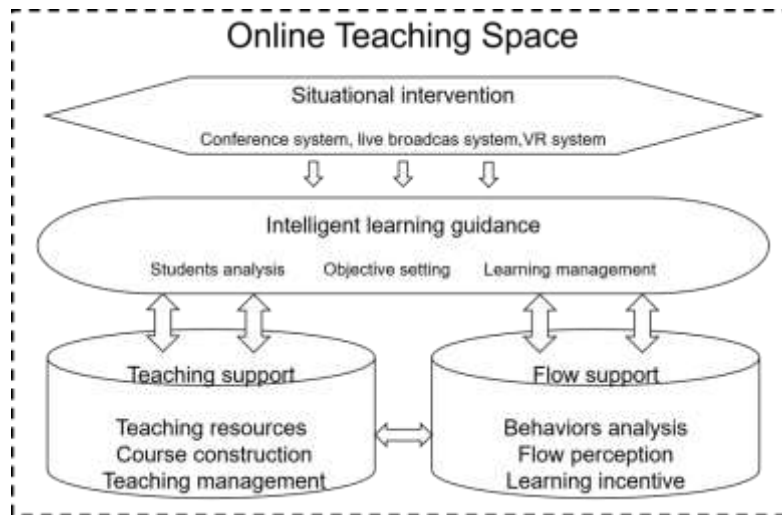 Online Teaching Space
Situational intervention
Conference system, live broadcas system,VR system
Intelligent learning guidance
Students analysis Objective setting Learning management
Teaching support
Teaching resources
Course construction
Teaching management
Flow support
Behaviors analysis
Flow perception
Learning incentive